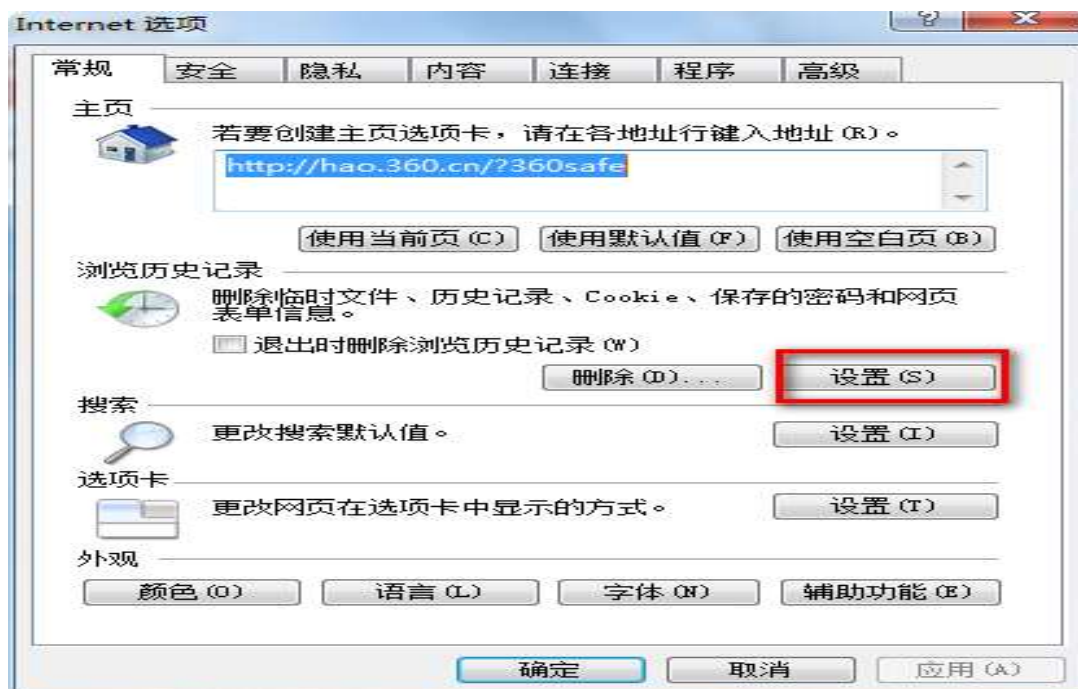 Internet 选项
常规 安全 隐私 内容 连接 程序 高级
主页
若要创建主页选项卡，请在各地址行键入地址(R)。
http://hao.360.cn/?360safe
使用当前页(C) 使用默认值(F) 使用空白页(B)
浏览历史记录
删除临时文件、历史记录、Cookie、保存的密码和网页
表单信息。
退出时删除浏览历史记录(W)
删除(D)... 设置(S)
搜索
更改搜索默认值。 设置(I)
选项卡
更改网页在选项卡中显示的方式。 设置(T)
外观
颜色(O) 语言(L) 字体(N) 辅助功能(E)
确定 取消 应用(A)